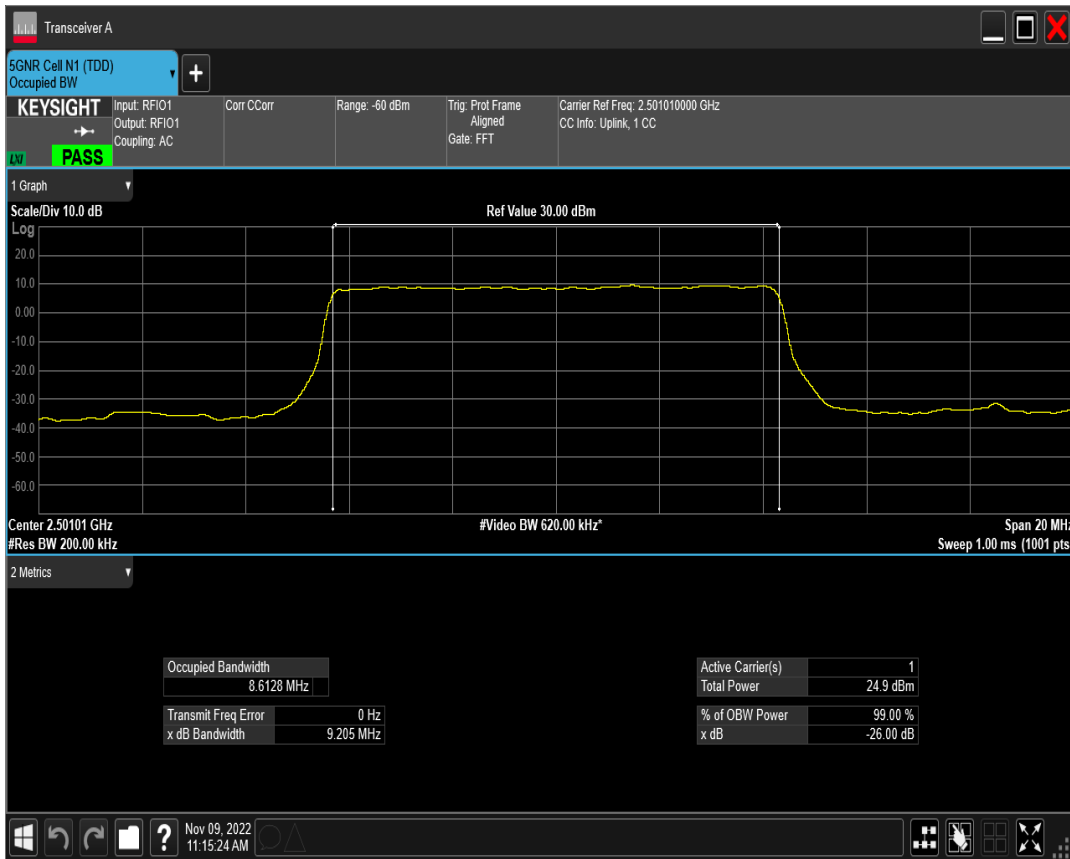 Transceiver A
5GNR Cell N1 (TDD)
Occupied BW
+
KEYSIGHT
LXI
PASS
Input: RFIO1
Output: RFIO1
Coupling: AC
Corr CCorr
Range: -60 dBm
Trig: Prot Frame
Aligned
Gate: FFT
Carrier Ref Freq: 2.501010000 GHz
CC Info: Uplink, 1 CC
1 Graph
Scale/Div 10.0 dB
Ref Value 30.00 dBm
Log
20.0
10.0
0.00
-10.0
-20.0
-30.0
-40.0
-50.0
-60.0
Center 2.50101 GHz
#Video BW 620.00 kHz*
Span 20 MHz
#Res BW 200.00 kHz
Sweep 1.00 ms (1001 pts
2 Metrics
Occupied Bandwidth
8.6128 MHz
Transmit Freq Error 0 Hz
x dB Bandwidth 9.205 MHz
Active Carrier(s) 1
Total Power 24.9 dBm
% of OBW Power 99.00 %
x dB -26.00 dB
?
Nov 09, 2022
11:15:24 AM